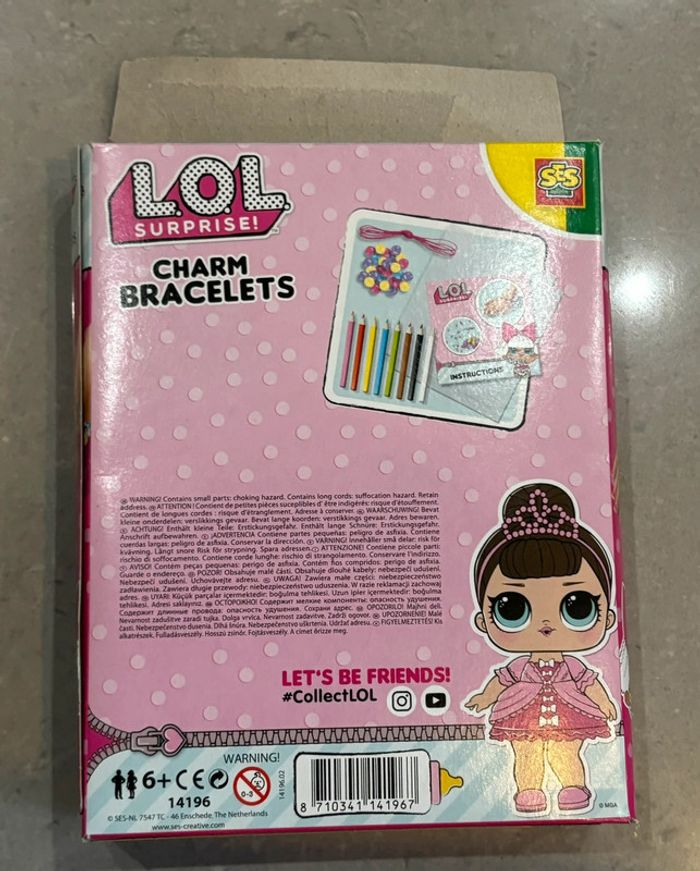 L.O.L.
SURPRISE!
SES
CHARM
BRACELETS
L.O.L.
SURPRISE!
INSTRUCTIONS
WARNING! Contains small parts: choking hazard. Contains long cords: suffocation hazard. Retain
address. ATTENTION! Contient de petites pièces suceplibles d' être indigérés: risque d'étouffement.
Contient de longues cordes : risque d'étranglement. Adresse à conserver. WAARSCHUWING! Bevat
kleine onderdelen: verslikkings gevaar. Bevat lange koorden: verstikkings gevaar. Adres bewaren.
ACHTUNG! Enthält kleine Teile: Erstickungsgefahr. Enthält lange Schnüre: Erstickungsgefahr.
Anschrift aufbewahren. ¡ADVERTENCIA Contiene partes pequeñas: peligro de asfixia. Contiene
cuerdas largas: peligro de asfixia. Conservar la dirección. WARNING! Inneháller små delar: risk för
kvävning. Långt snore Risk för strypning. Spara adressen. ATTENZIONE! Contiene piccole parti:
rischio di soffocamento. Contiene corde lunghe: rischio di strangolamento. Conservare l'indirizzo.
AVISO! Contém peças pequenas: perigo de asfixia. Contém fios compridos: perigo de asfixia.
Guarde o endereço. POZOR! Obsahuje malé části. Obsahuje dlouhé kabely: nebezpečí udušení.
Nebezpečí udušení. Uchovávejte adresu. UWAGA! Zawiera małe części: niebezpieczeństwo
zadławienia. Zawiera długie przewody: niebezpieczeństwo uduszenia. W razie reklamacji zachowaj
adres. UYARI! Küçük parçalar içermektedir: boğulma tehlikesi. Uzun ipler içermektedir: boğulma
tehlikesi. Adresi saklayınız. ОСТОРОЖНО! Содержит мелкие компоненты: опасность удушения.
Содержит длинные провода: опасность удушения. Сохрани адрес. OPOZORILO! Majhni deli.
Nevarnost zadušitve zaradi tujka. Dolga vrvica. Nevarnost zadavitve. Zadrži ogovor. UPOZORNENIE! Malé
časti. Nebezpečenstvo dusenia. Dlhá šnúra. Nebezpečenstvo uškrtenia. Udržať adresu. FIGYELMEZTETÉS! Kis
alkatrészek. Fulladásveszély. Hosszú zsinór. Fojtásveszély. A címet őrizze meg.
LET'S BE FRIENDS!
#CollectLOL
WARNING!
6+ CE
0-3
14196
14196.02
8 710341 141967
© SES-NL 7547 TC - 46 Enschede, The Netherlands
www.ses-creative.com
© MGA